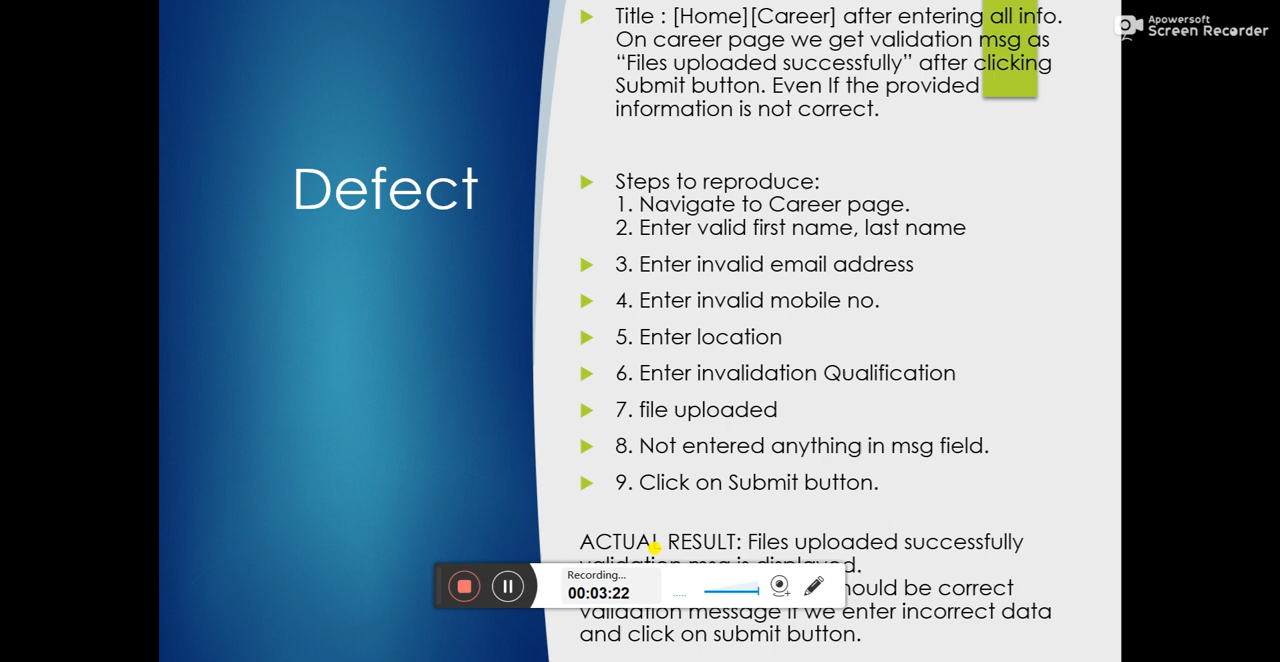 Title : [Home][Career] after entering all info.
On career page we get validation msg as
“Files uploaded successfully” after clicking
Submit button. Even If the provided
information is not correct.
Apowersoft
Screen Recorder
Defect
Steps to reproduce:
1. Navigate to Career page.
2. Enter valid first name, last name
3. Enter invalid email address
4. Enter invalid mobile no.
5. Enter location
6. Enter invalidation Qualification
7. file uploaded
8. Not entered anything in msg field.
9. Click on Submit button.
ACTUAL RESULT: Files uploaded successfully
validation msg is displayed.
Recording...
00:03:22
should be correct
validation message if we enter incorrect data
and click on submit button.